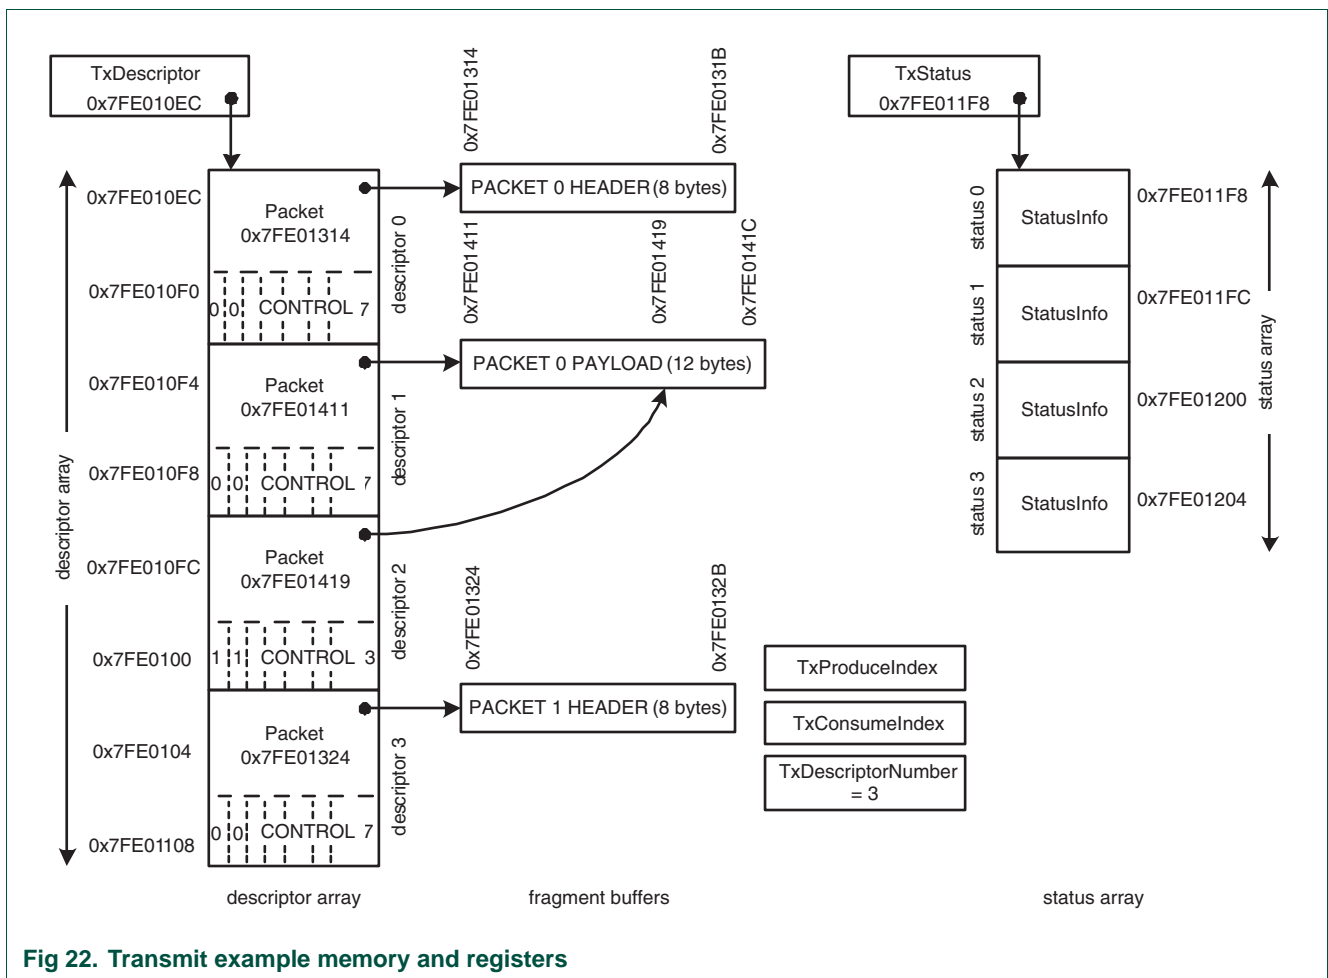 TxDescriptor
0x7FE010EC
0x7FE01314
0x7FE0131B
TxStatus
0x7FE011F8
0x7FE010EC
Packet
0x7FE01314
descriptor 0
PACKET 0 HEADER (8 bytes)
0x7FE010F0
0 0 CONTROL 7
0x7FE01411
0x7FE01419
0x7FE0141C
0x7FE010F4
Packet
0x7FE01411
descriptor 1
PACKET 0 PAYLOAD (12 bytes)
0x7FE010F8
0 0 CONTROL 7
descriptor array
0x7FE010FC
Packet
0x7FE01419
descriptor 2
0x7FE0100
1 1 CONTROL 3
0x7FE01324
0x7FE0132B
0x7FE0104
Packet
0x7FE01324
descriptor 3
PACKET 1 HEADER (8 bytes)
0x7FE01108
0 0 CONTROL 7
status 0
StatusInfo
0x7FE011F8
status 1
StatusInfo
0x7FE011FC
status 2
StatusInfo
0x7FE01200
status 3
StatusInfo
0x7FE01204
status array
TxProduceIndex
TxConsumeIndex
TxDescriptorNumber
= 3
descriptor array
fragment buffers
status array
Fig 22. Transmit example memory and registers